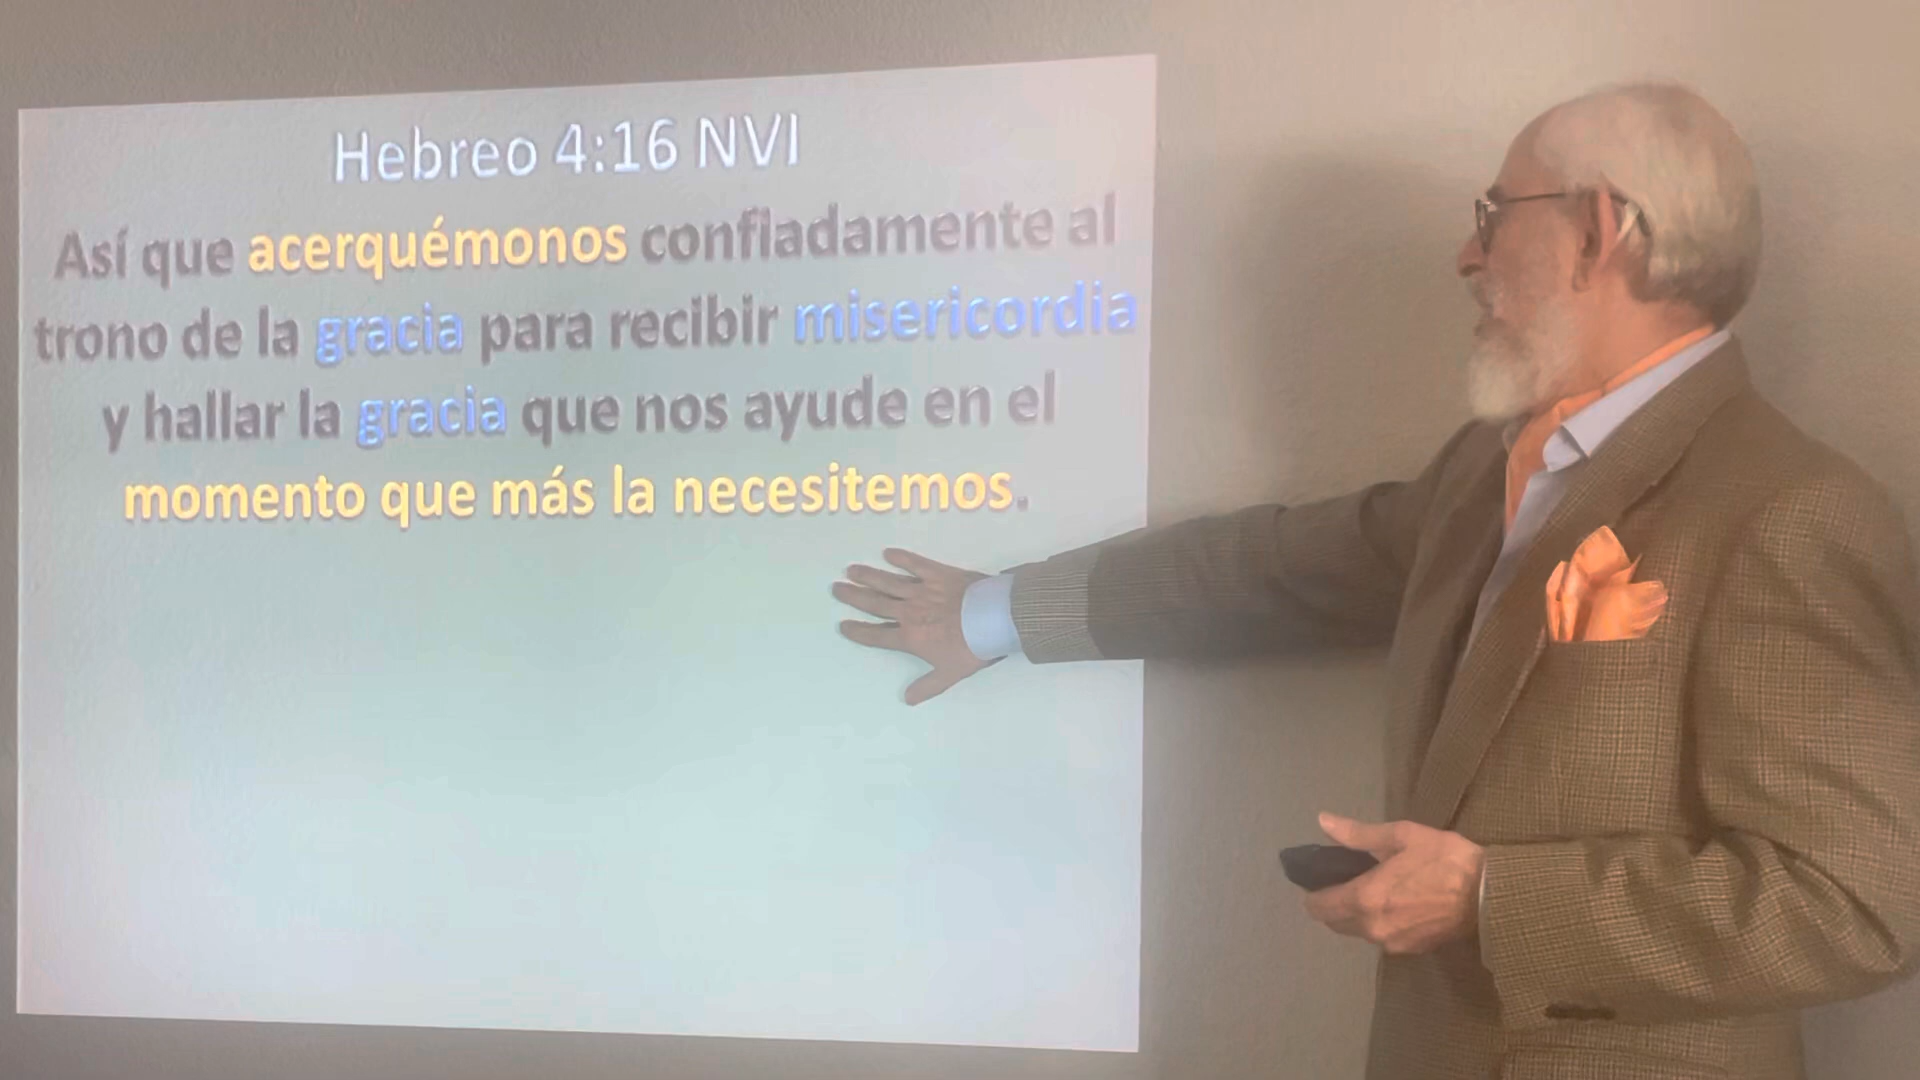 Hebreo 4:16 NVI
Así que acerquémonos confiadamente al
trono de la gracia para recibir misericordia
y hallar la gracia que nos ayude en el
momento que más la necesitemos.